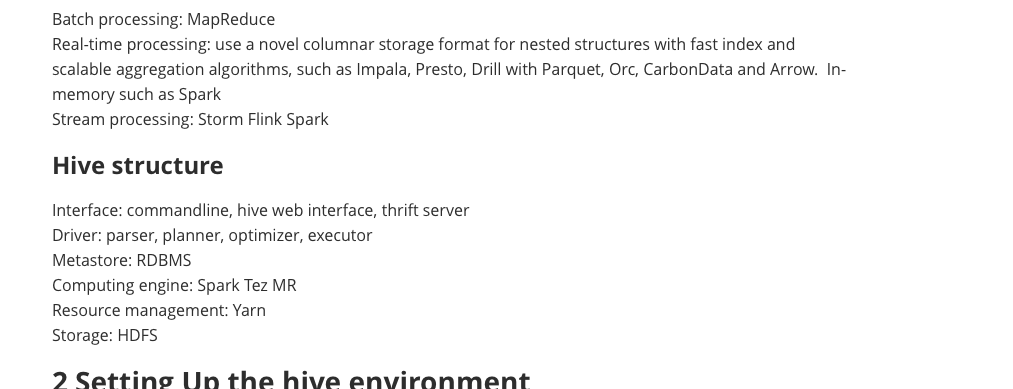 Batch processing: MapReduce
Real-time processing: use a novel columnar storage format for nested structures with fast index and
scalable aggregation algorithms, such as Impala, Presto, Drill with Parquet, Orc, CarbonData and Arrow.  In-
memory such as Spark
Stream processing: Storm Flink Spark
Hive structure
Interface: commandline, hive web interface, thrift server
Driver: parser, planner, optimizer, executor
Metastore: RDBMS
Computing engine: Spark Tez MR
Resource management: Yarn
Storage: HDFS
2 Setting Up the hive environment